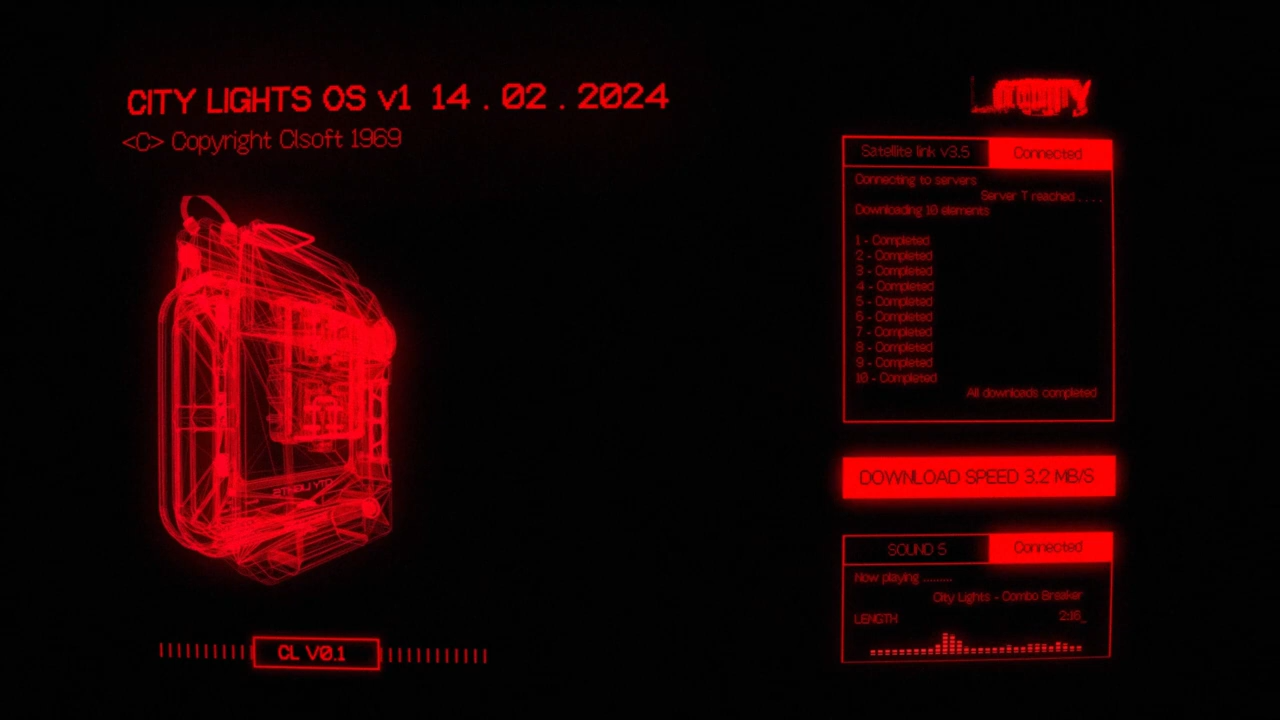 CITY LIGHTS OS v1 14 . 02 . 2024
<C> Copyright Clsoft 1969
CL V0.1
Satellite link v3.5
Connected
Connecting to servers
Server T reached . . . .
Downloading 10 elements
1 - Completed
2 - Completed
3 - Completed
4 - Completed
5 - Completed
6 - Completed
7 - Completed
8 - Completed
9 - Completed
10 - Completed
All downloads completed
DOWNLOAD SPEED 3.2 MB/S
SOUND 5
Connected
Now playing .........
City Lights - Combo Breaker
LENGTH
2:16_